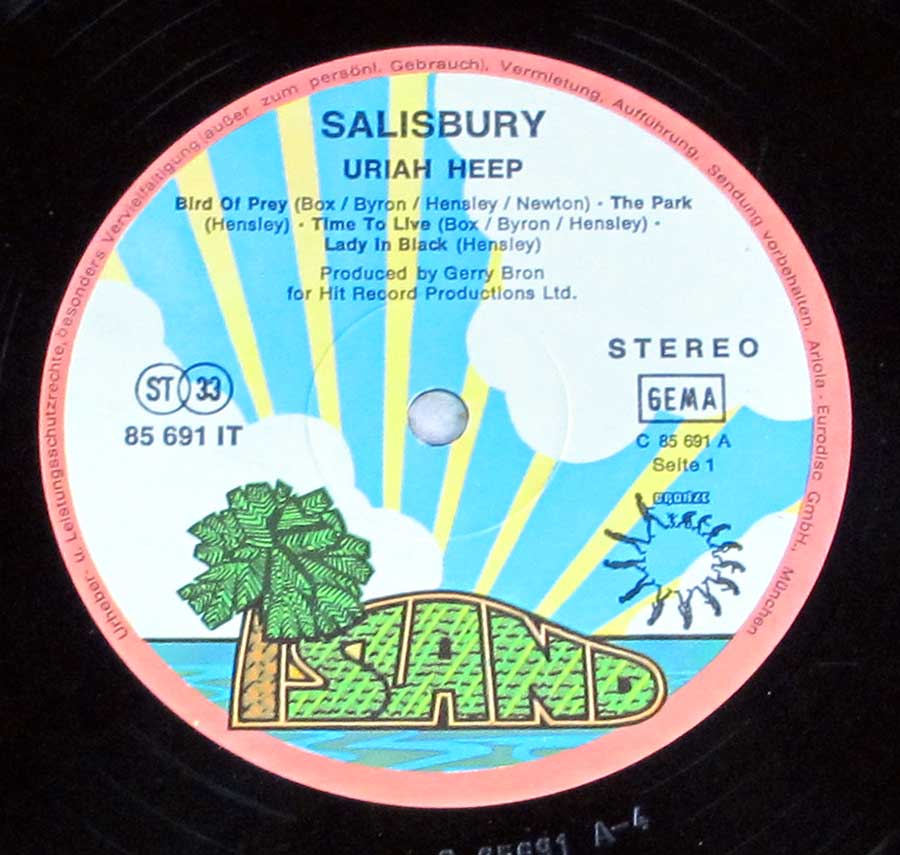 Urheber- u. Leistungsschutzrechte, besonders Vervielfältigung (außer zum persönl. Gebrauch), Vermietung, Aufführung, Sendung vorbehalten. Ariola - Eurodisc GmbH., München
SALISBURY
URIAH HEEP
Bird Of Prey (Box / Byron / Hensley / Newton) · The Park
(Hensley) · Time To Live (Box / Byron / Hensley) ·
Lady In Black (Hensley)
Produced by Gerry Bron
for Hit Record Productions Ltd.
STEREO
ST 33
GEMA
85 691 IT
C 85 691 A
Seite 1
BRONZE
ISLAND
85691 A-4